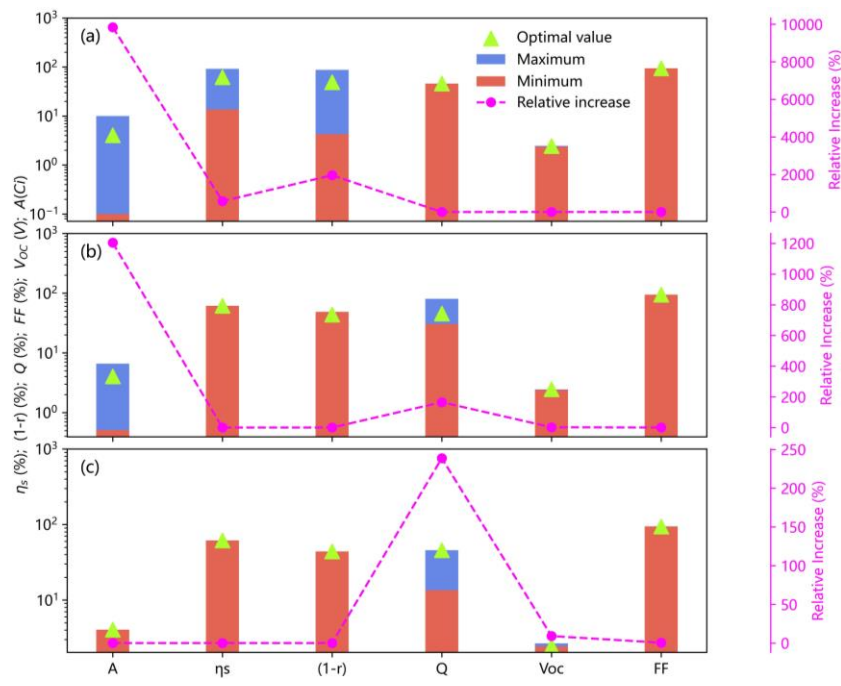 ηs (%); (1-r) (%); Q (%); FF (%); VOC (V); A(Ci)
(a)
10³
10²
10¹
10⁰
10⁻¹
Optimal value
Maximum
Minimum
Relative increase
10000
8000
6000
4000
2000
0
Relative Increase (%)
(b)
10³
10²
10¹
10⁰
1200
1000
800
600
400
200
0
Relative Increase (%)
(c)
10³
10²
10¹
250
200
150
100
50
0
Relative Increase (%)
A ηs (1-r) Q Voc FF